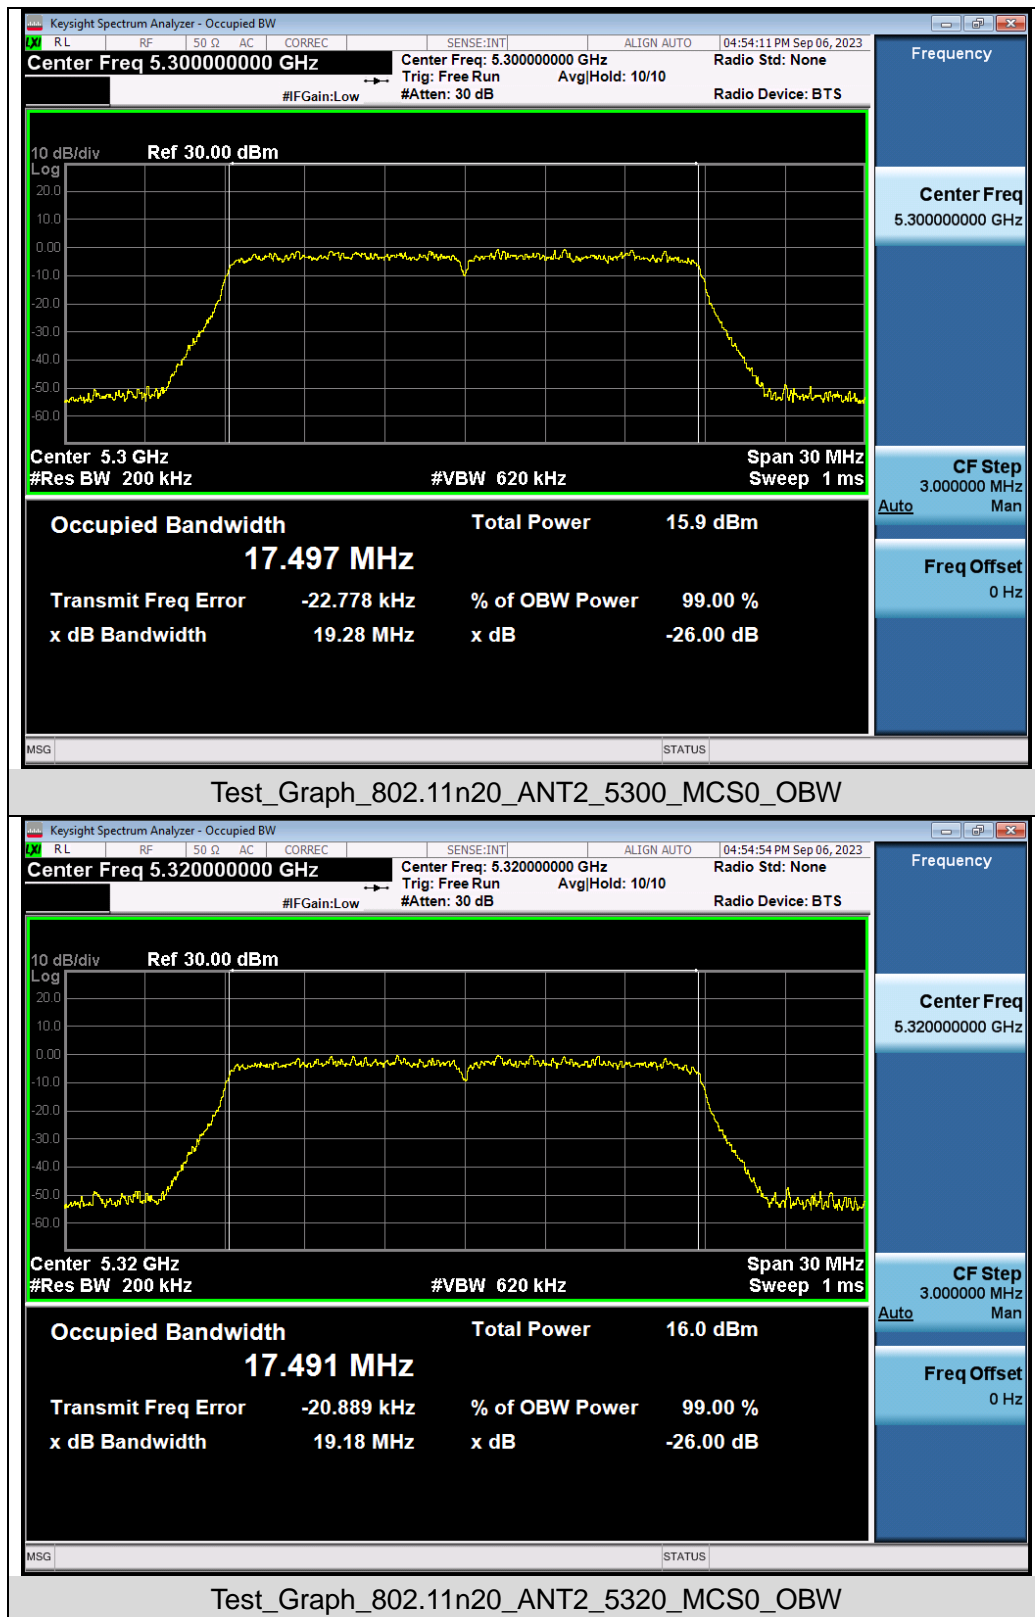 Keysight Spectrum Analyzer - Occupied BW
LXI RL RF 50 Ω AC CORREC SENSE:INT ALIGN AUTO 04:54:11 PM Sep 06, 2023
Center Freq 5.300000000 GHz
Center Freq: 5.300000000 GHz Radio Std: None
Trig: Free Run Avg|Hold: 10/10
#IFGain:Low #Atten: 30 dB Radio Device: BTS
Frequency
10 dB/div Ref 30.00 dBm
Log
20.0
10.0
0.00
-10.0
-20.0
-30.0
-40.0
-50.0
-60.0
Center Freq
5.300000000 GHz
Center 5.3 GHz Span 30 MHz
#Res BW 200 kHz #VBW 620 kHz Sweep 1 ms
CF Step
3.000000 MHz
Auto Man
Occupied Bandwidth Total Power 15.9 dBm
17.497 MHz
Transmit Freq Error -22.778 kHz % of OBW Power 99.00 %
x dB Bandwidth 19.28 MHz x dB -26.00 dB
Freq Offset
0 Hz
MSG STATUS
Test_Graph_802.11n20_ANT2_5300_MCS0_OBW
Keysight Spectrum Analyzer - Occupied BW
LXI RL RF 50 Ω AC CORREC SENSE:INT ALIGN AUTO 04:54:54 PM Sep 06, 2023
Center Freq 5.320000000 GHz
Center Freq: 5.320000000 GHz Radio Std: None
Trig: Free Run Avg|Hold: 10/10
#IFGain:Low #Atten: 30 dB Radio Device: BTS
Frequency
10 dB/div Ref 30.00 dBm
Log
20.0
10.0
0.00
-10.0
-20.0
-30.0
-40.0
-50.0
-60.0
Center Freq
5.320000000 GHz
Center 5.32 GHz Span 30 MHz
#Res BW 200 kHz #VBW 620 kHz Sweep 1 ms
CF Step
3.000000 MHz
Auto Man
Occupied Bandwidth Total Power 16.0 dBm
17.491 MHz
Transmit Freq Error -20.889 kHz % of OBW Power 99.00 %
x dB Bandwidth 19.18 MHz x dB -26.00 dB
Freq Offset
0 Hz
MSG STATUS
Test_Graph_802.11n20_ANT2_5320_MCS0_OBW